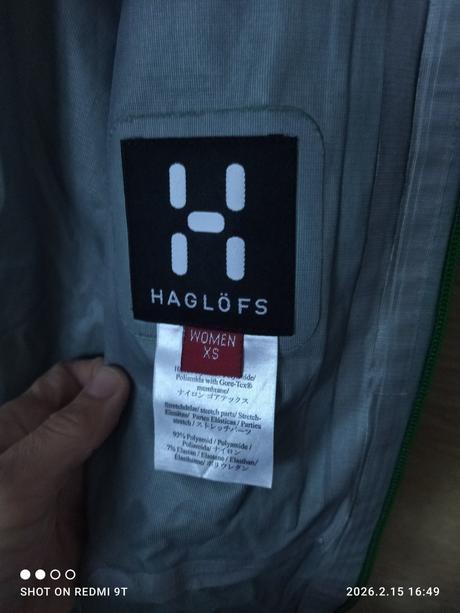 HAGLÖFS
WOMEN
XS
Poliamida with Gore-Tex®
membrane/
ナイロン ゴアテックス
Stretchdelar/ stretch parts/ Stretch-
Einsätze/ Partes Elásticas/ Parties
stretch / ストレッチパーツ
93% Polyamid / Polyamide /
Polyamida / ナイロン
7% Elastan / Elastane / Elasthan/
Elasthanne/ ポリウレタン
SHOT ON REDMI 9T
2026.2.15 16:49